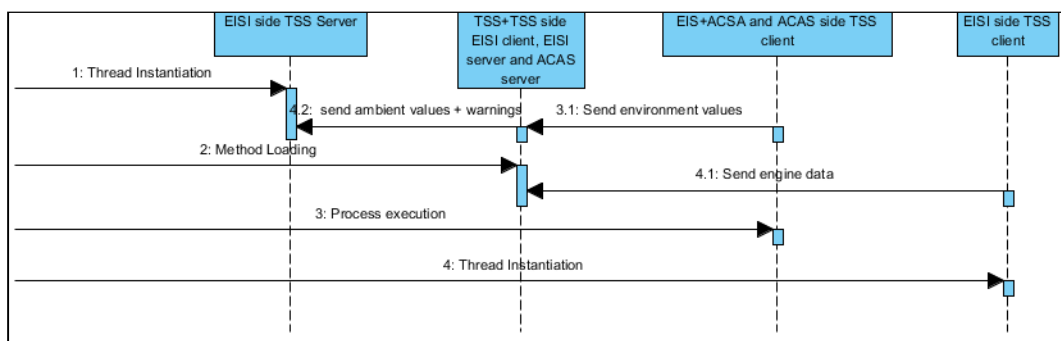 EISI side TSS Server
TSS+TSS side
EISI client, EISI
server and ACAS
server
EIS+ACSA and ACAS side TSS
client
EISI side TSS
client
1: Thread Instantiation
4.2: send ambient values + warnings
3.1: Send environment values
2: Method Loading
4.1: Send engine data
3: Process execution
4: Thread Instantiation